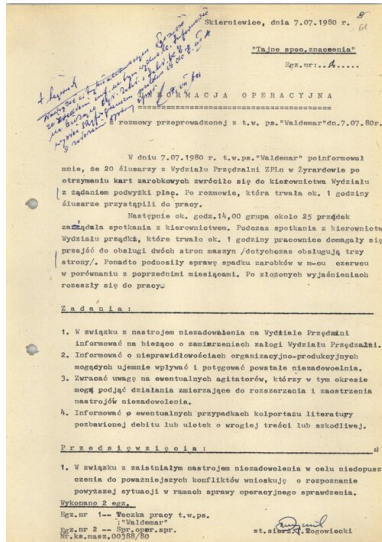 Skierniewice, dnia 7.07.1980 r.
61
"Tajne spec.znaczenia"
Egz.nr:
INFORMACJA OPERACYJNA
z rozmowy przeprowadzonej z t.w. ps."Waldemar"dn.7.07.80r.
W dniu 7.07.1980 r. t.w.ps."Waldemar" poinformował
mnie, że 20 ślusarzy z Wydziału Przędzalni ZPLn w Żyrardowie po
otrzymaniu kart zarobkowych zwróciło się do kierownictwa Wydziału
z żądaniem podwyżki płac. Po rozmowie, która trwała ok. 1 godziny
ślusarze przystąpili do pracy.
Następnie ok. godz.14,00 grupa około 25 prządek
zażądała spotkania z kierownictwem. Podczas spotkania z kierownictwem
Wydziału prządki, które trwało ok. 1 godziny pracownice domagały się
przejść do obsługi dwóch stron maszyn /dotychczas obsługują trzy
strony/. Ponadto podnosiły sprawę spadku zarobków w m-cu czerwcu
w porównaniu z poprzednimi miesiącami. Po złożonych wyjaśnieniach
rozeszły się do pracy.
Zadania:
1. W związku z nastrojem niezadowolenia na Wydziale Przędzalni
informować na bieżąco o zamierzeniach załogi Wydziału Przędzalni.
2. Informować o nieprawidłowościach organizacyjno-produkcyjnych
mogących ujemnie wpływać i potęgować powstałe niezadowolenie.
3. Zwracać uwagę na ewentualnych agitatorów, którzy w tym okresie
mogą podjąć działania zmierzające do rozszerzania i zaostrzenia
nastrojów niezadowolenia.
4. Informować o ewentualnych przypadkach kolportażu literatury
pozbawionej debitu lub ulotek o wrogiej treści lub szkodliwej.
Przedsięwzięcia:
1. W związku z zaistniałym nastrojem niezadowolenia w celu niedopusz
czenia do poważniejszych konfliktów wnioskuję o rozpoznanie
powyższej sytuacji w ramach sprawy operacyjnego sprawdzenia.
Wykonano 2 egz.
Egz.nr 1 -- Teczka pracy t.w.ps.
"Waldemar"
Egz.nr 2 -- Spr.oper.spr.
Nr.ks.masz.00388/80
st.sierż. Rogowiecki